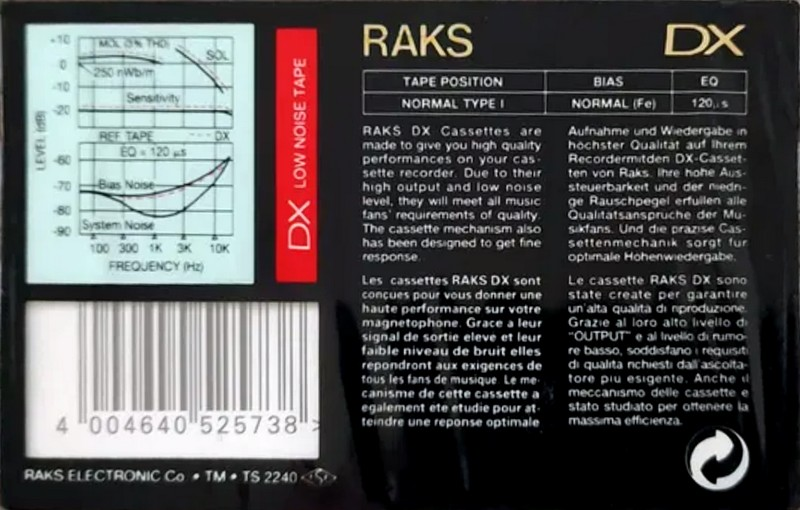 +10
0
-10
-20
LEVEL (dB)
MOL (3% THD)
SOL
250 nWb/m
Sensitivity
REF. TAPE
DX
EQ = 120 µs
-60
-70
-80
-90
Bias Noise
System Noise
100 300 1K 3K 10K
FREQUENCY (Hz)
DX LOW NOISE TAPE
4 004640 525738 >
RAKS ELECTRONIC Co. • TM • TS 2240
RAKS DX
TAPE POSITION BIAS EQ
NORMAL TYPE I NORMAL (Fe) 120µs
RAKS DX Cassettes are
made to give you high quality
performances on your cas-
sette recorder. Due to their
high output and low noise
level, they will meet all music
fans' requirements of quality.
The cassette mechanism also
has been designed to get fine
response.
Aufnahme und Wiedergabe in
höchster Qualität auf Ihrem
Recordermitden DX-Casset-
ten von Raks. Ihre hohe Aus-
steuerbarkeit und der niedri-
ge Rauschpegel erfullen alle
Qualitatsanspruche der Mu-
sikfans. Und die prazise Cas-
settenmechanik sorgt fur
optimale Hohenwiedergabe.
Les cassettes RAKS DX sont
conçues pour vous donner une
haute performance sur votre
magnetophone. Grace a leur
signal de sortie eleve et leur
faible niveau de bruit elles
repondront aux exigences de
tous les fans de musique. Le me-
canisme de cette cassette a
egalement ete etudie pour at-
teindre une reponse optimale
Le cassette RAKS DX sono
state create per garantire
un'alta qualità di riproduzione.
Grazie al loro alto livello di
"OUTPUT" e al livello di rumo-
re basso, soddisfano i requisiti
di qualita richiesti dall'ascolta-
tore piu esigente. Anche il
meccanismo delle cassette e
stato studiato per ottenere la
massima efficienza.